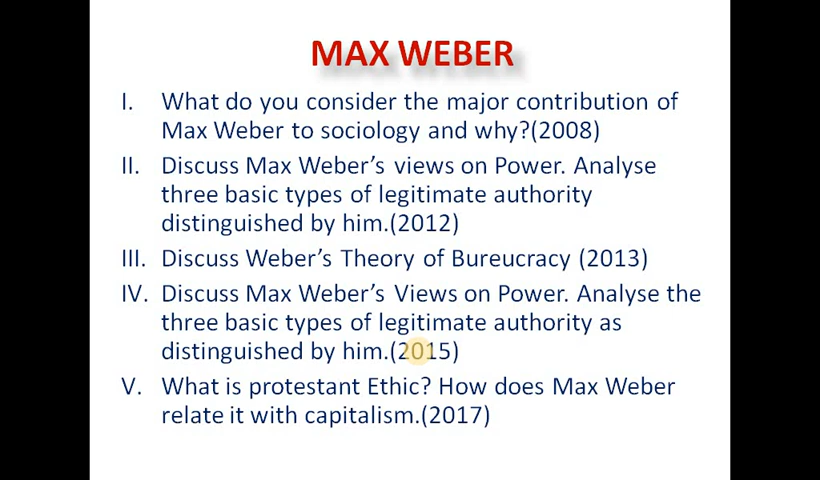 MAX WEBER
I. What do you consider the major contribution of
Max Weber to sociology and why?(2008)
II. Discuss Max Weber's views on Power. Analyse
three basic types of legitimate authority
distinguished by him.(2012)
III. Discuss Weber's Theory of Bureucracy (2013)
IV. Discuss Max Weber's Views on Power. Analyse the
three basic types of legitimate authority as
distinguished by him.(2015)
V. What is protestant Ethic? How does Max Weber
relate it with capitalism.(2017)